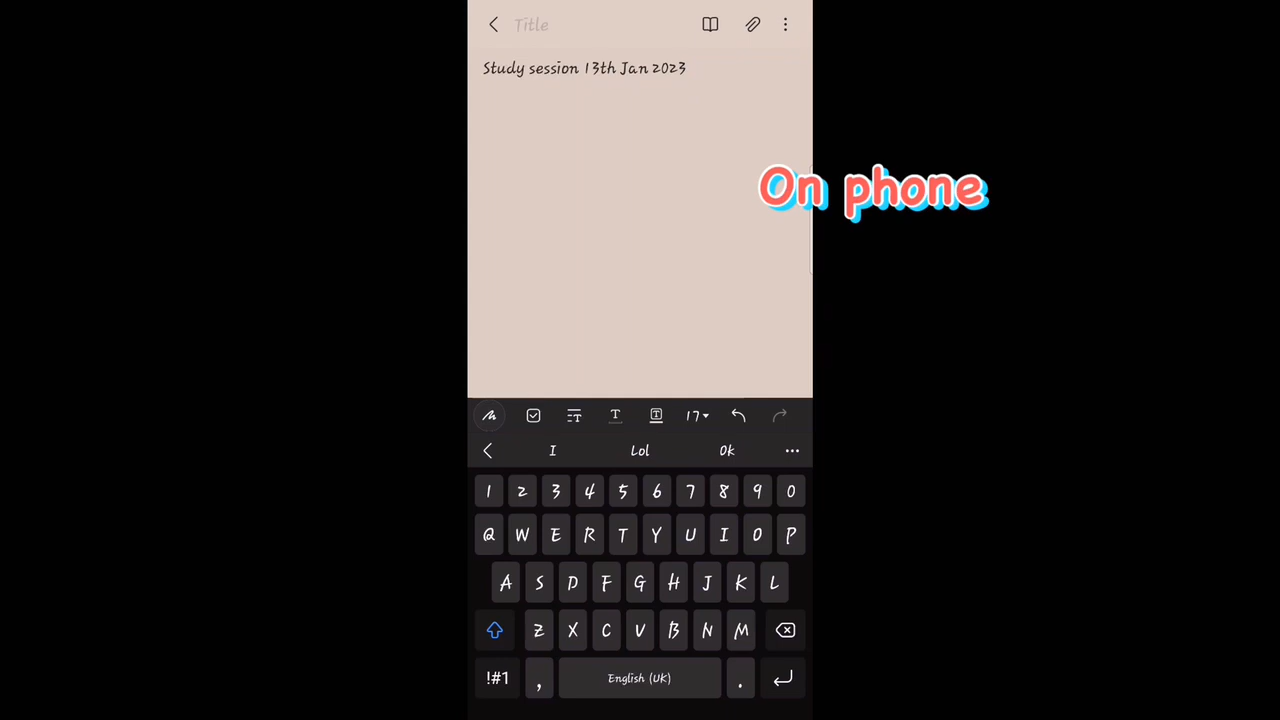 Title
Study session 13th Jan 2023
On phone
17
I Lol Ok
1 2 3 4 5 6 7 8 9 0
Q W E R T Y U I O P
A S D F G H J K L
Z X C V B N M
!#1 , English (UK) .